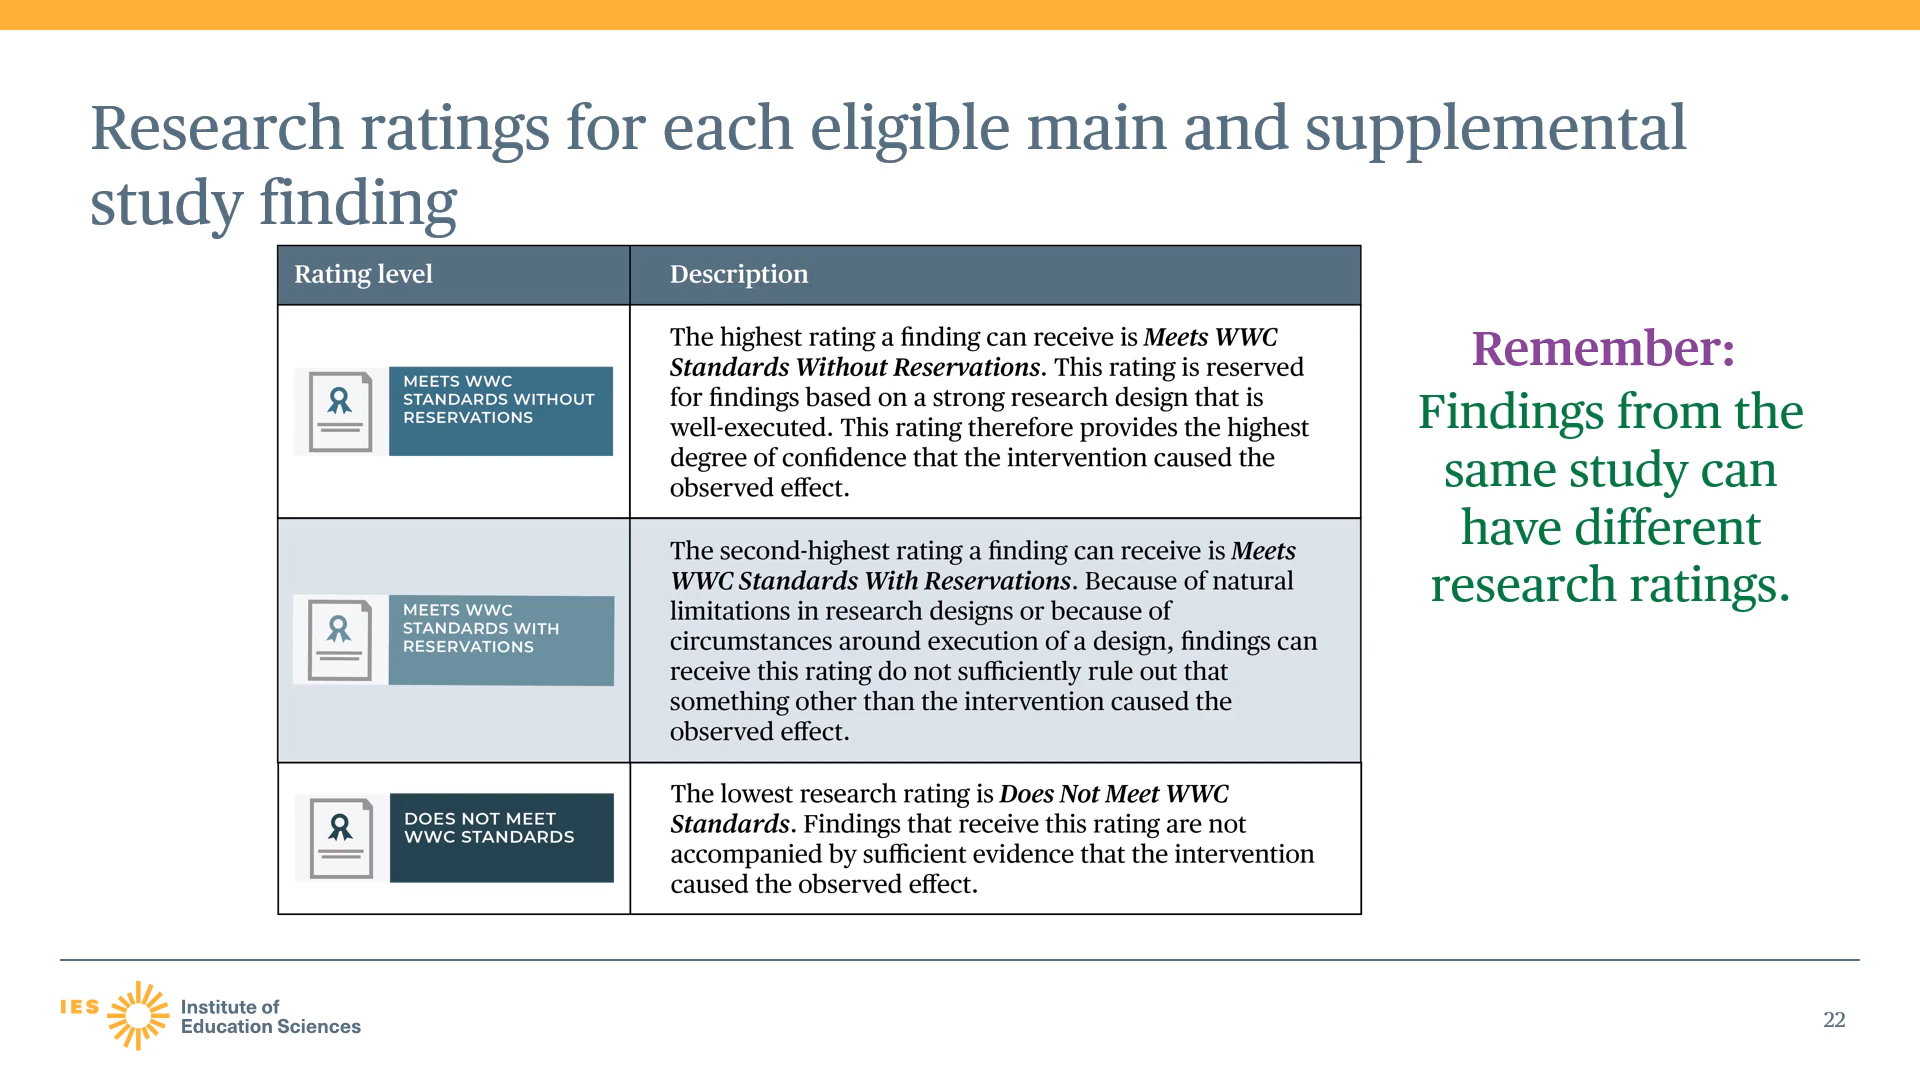 Research ratings for each eligible main and supplemental
study finding
Rating level
Description
MEETS WWC
STANDARDS WITHOUT
RESERVATIONS
The highest rating a finding can receive is Meets WWC
Standards Without Reservations. This rating is reserved
for findings based on a strong research design that is
well-executed. This rating therefore provides the highest
degree of confidence that the intervention caused the
observed effect.
MEETS WWC
STANDARDS WITH
RESERVATIONS
The second-highest rating a finding can receive is Meets
WWC Standards With Reservations. Because of natural
limitations in research designs or because of
circumstances around execution of a design, findings can
receive this rating do not sufficiently rule out that
something other than the intervention caused the
observed effect.
DOES NOT MEET
WWC STANDARDS
The lowest research rating is Does Not Meet WWC
Standards. Findings that receive this rating are not
accompanied by sufficient evidence that the intervention
caused the observed effect.
Remember:
Findings from the
same study can
have different
research ratings.
IES
Institute of
Education Sciences
22